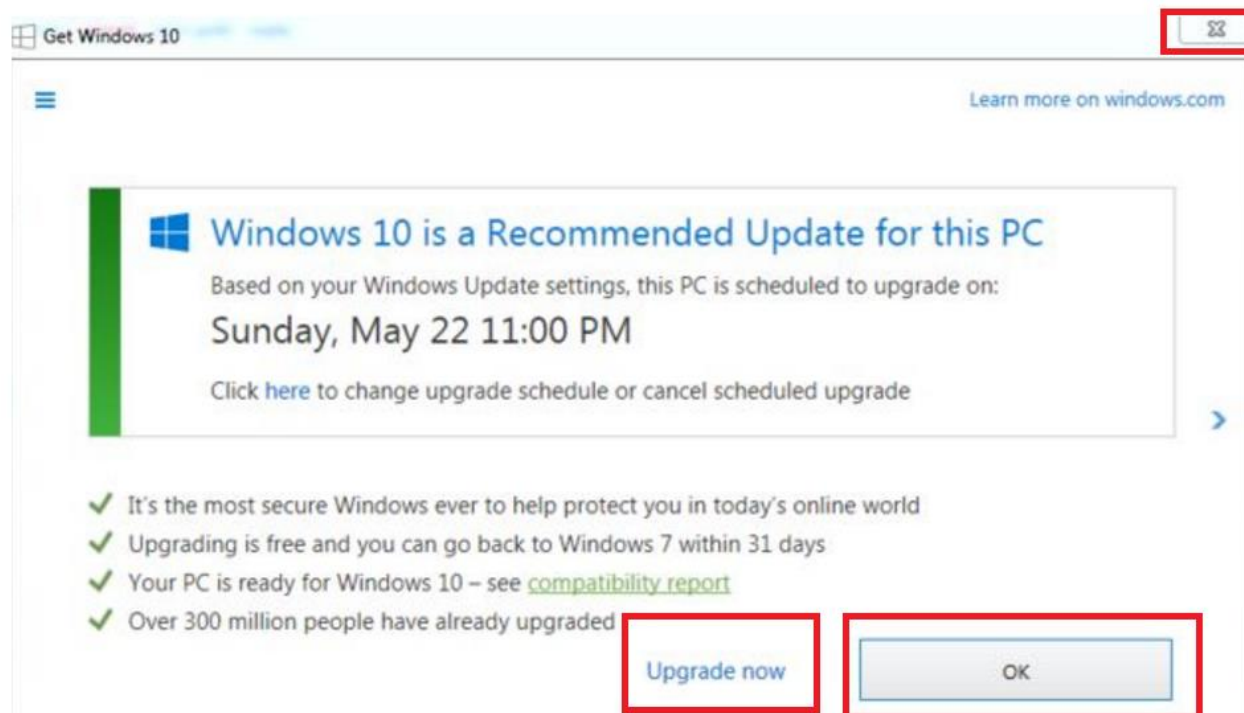 Get Windows 10
Learn more on windows.com
Windows 10 is a Recommended Update for this PC
Based on your Windows Update settings, this PC is scheduled to upgrade on:
Sunday, May 22 11:00 PM
Click here to change upgrade schedule or cancel scheduled upgrade
It's the most secure Windows ever to help protect you in today's online world
Upgrading is free and you can go back to Windows 7 within 31 days
Your PC is ready for Windows 10 – see compatibility report
Over 300 million people have already upgraded
Upgrade now
OK